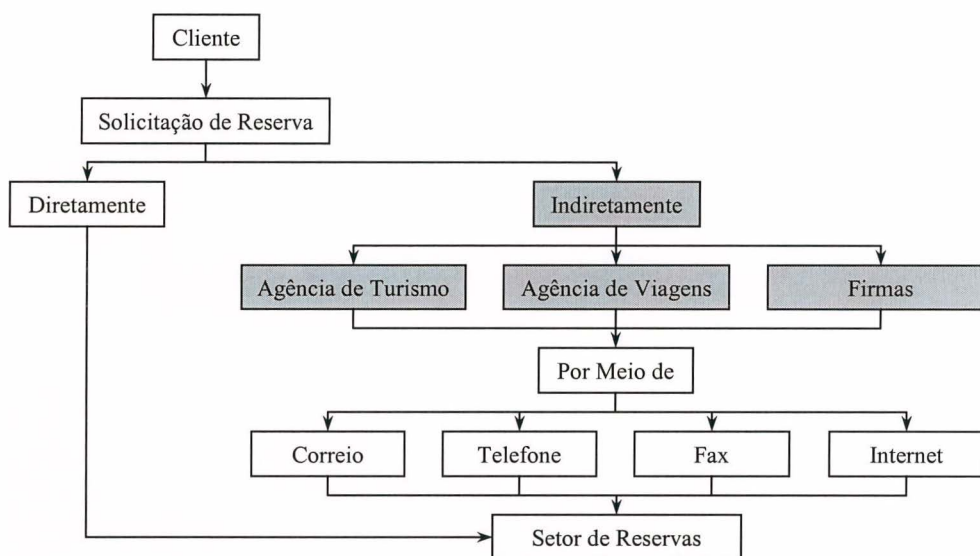 Cliente
Solicitação de Reserva
Diretamente
Indiretamente
Agência de Turismo
Agência de Viagens
Firmas
Por Meio de
Correio
Telefone
Fax
Internet
Setor de Reservas